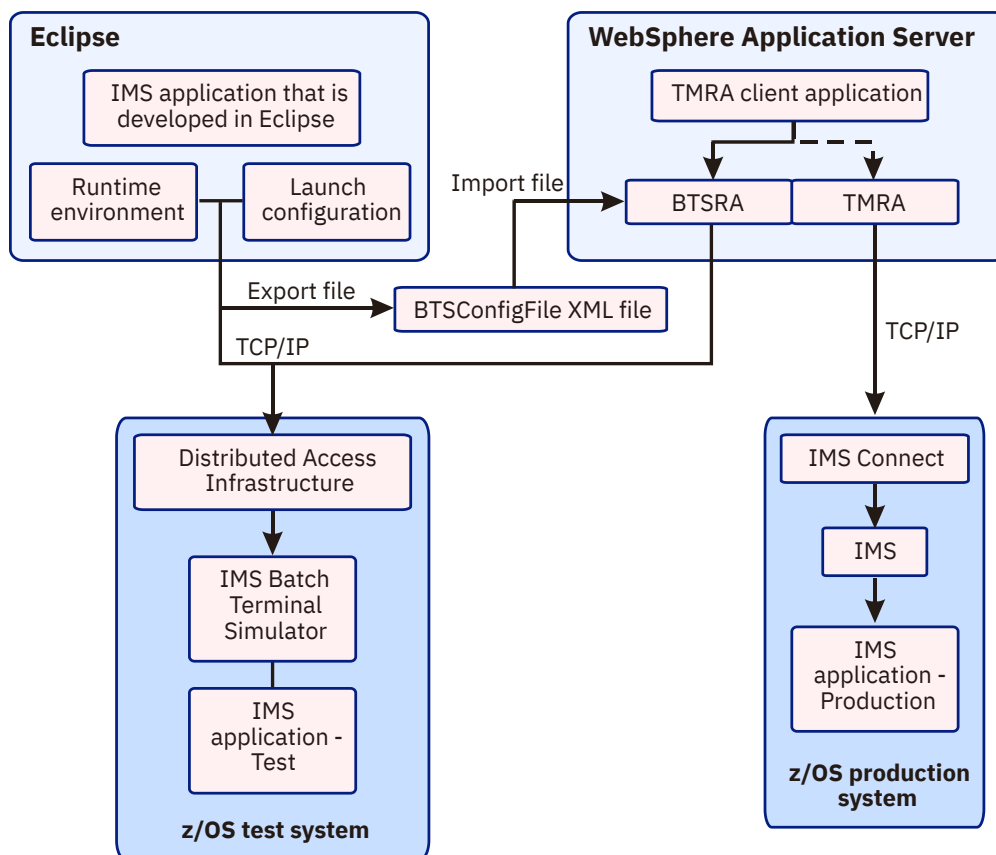 Eclipse
IMS application that is
developed in Eclipse
Runtime
environment
Launch
configuration
WebSphere Application Server
TMRA client application
Import file
BTSRA
TMRA
Export file
BTSConfigFile XML file
TCP/IP
TCP/IP
Distributed Access
Infrastructure
IMS Batch
Terminal
Simulator
IMS
application -
Test
z/OS test system
IMS Connect
IMS
IMS
application -
Production
z/OS production
system